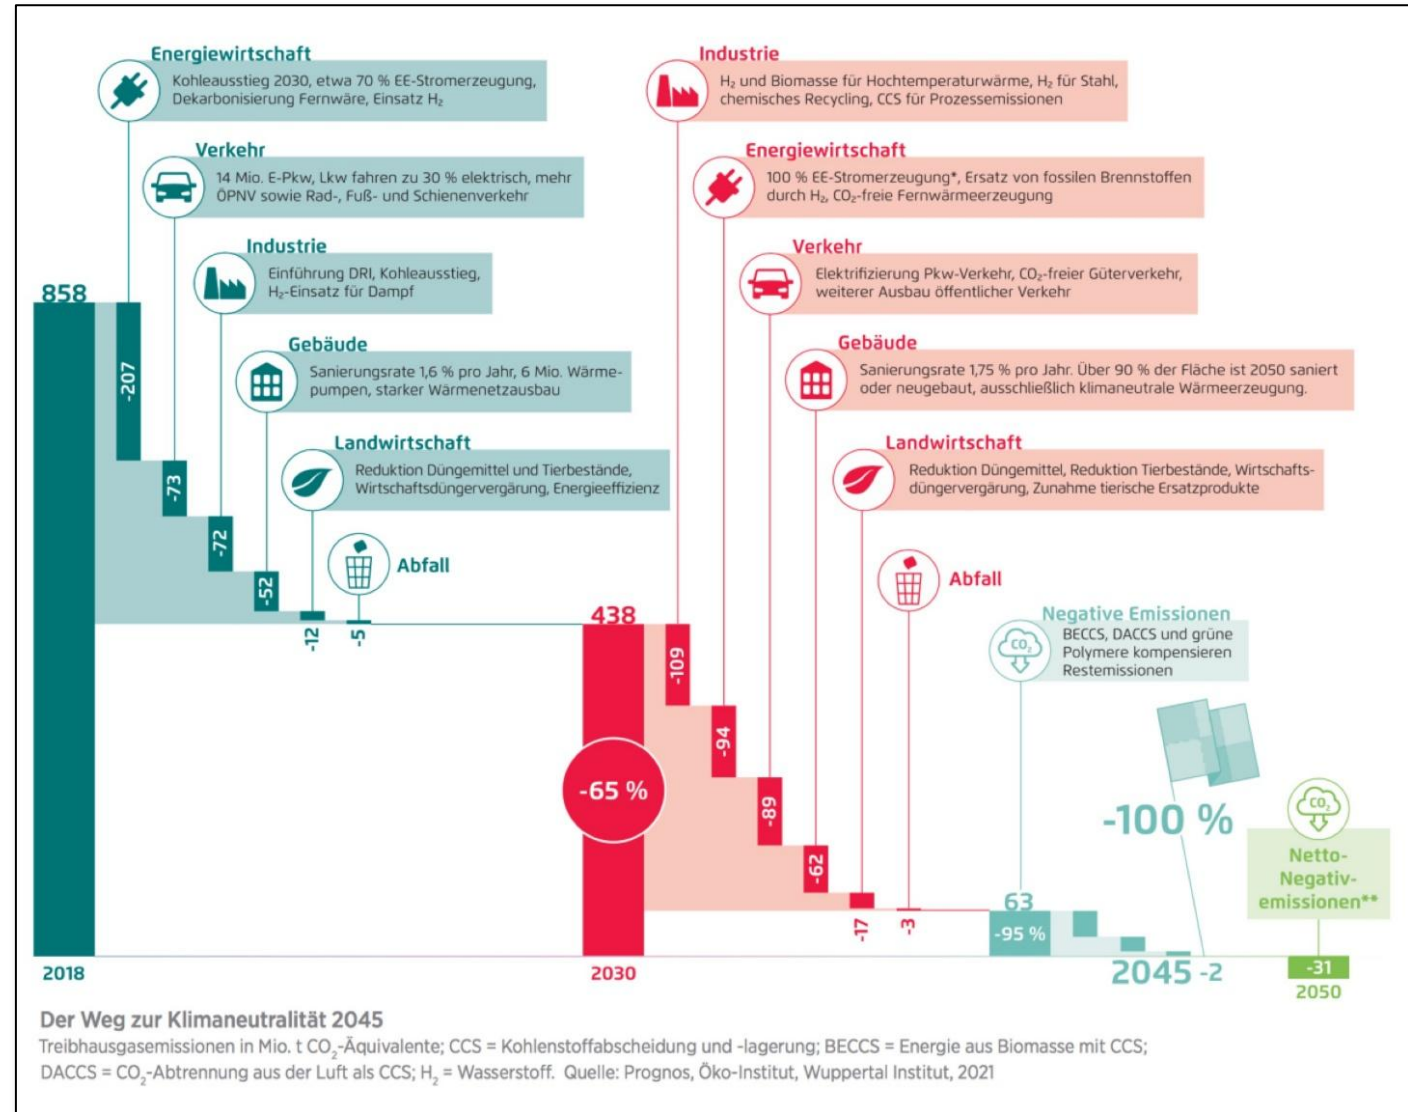 Energiewirtschaft
Kohleausstieg 2030, etwa 70 % EE-Stromerzeugung,
Dekarbonisierung Fernwäre, Einsatz H₂
Verkehr
14 Mio. E-Pkw, Lkw fahren zu 30 % elektrisch, mehr
ÖPNV sowie Rad-, Fuß- und Schienenverkehr
Industrie
Einführung DRI, Kohleausstieg,
H₂-Einsatz für Dampf
Gebäude
Sanierungsrate 1,6 % pro Jahr, 6 Mio. Wärme-
pumpen, starker Wärmenetzausbau
Landwirtschaft
Reduktion Düngemittel und Tierbestände,
Wirtschaftsdüngervergärung, Energieeffizienz
Abfall
858
-207
-73
-72
-52
-12
-5
2018
Industrie
H₂ und Biomasse für Hochtemperaturwärme, H₂ für Stahl,
chemisches Recycling, CCS für Prozessemissionen
Energiewirtschaft
100 % EE-Stromerzeugung*, Ersatz von fossilen Brennstoffen
durch H₂, CO₂-freie Fernwärmeerzeugung
Verkehr
Elektrifizierung Pkw-Verkehr, CO₂-freier Güterverkehr,
weiterer Ausbau öffentlicher Verkehr
Gebäude
Sanierungsrate 1,75 % pro Jahr. Über 90 % der Fläche ist 2050 saniert
oder neugebaut, ausschließlich klimaneutrale Wärmeerzeugung.
Landwirtschaft
Reduktion Düngemittel, Reduktion Tierbestände, Wirtschafts-
düngervergärung, Zunahme tierische Ersatzprodukte
Abfall
438
-65 %
-109
-94
-89
-62
-17
-3
2030
Negative Emissionen
CO₂
BECCS, DACCS und grüne
Polymere kompensieren
Restemissionen
63
-95 %
-100 %
2045
-2
CO₂
Netto-
Negativ-
emissionen**
-31
2050
Der Weg zur Klimaneutralität 2045
Treibhausgasemissionen in Mio. t CO₂-Äquivalente; CCS = Kohlenstoffabscheidung und -lagerung; BECCS = Energie aus Biomasse mit CCS;
DACCS = CO₂-Abtrennung aus der Luft als CCS; H₂ = Wasserstoff. Quelle: Prognos, Öko-Institut, Wuppertal Institut, 2021